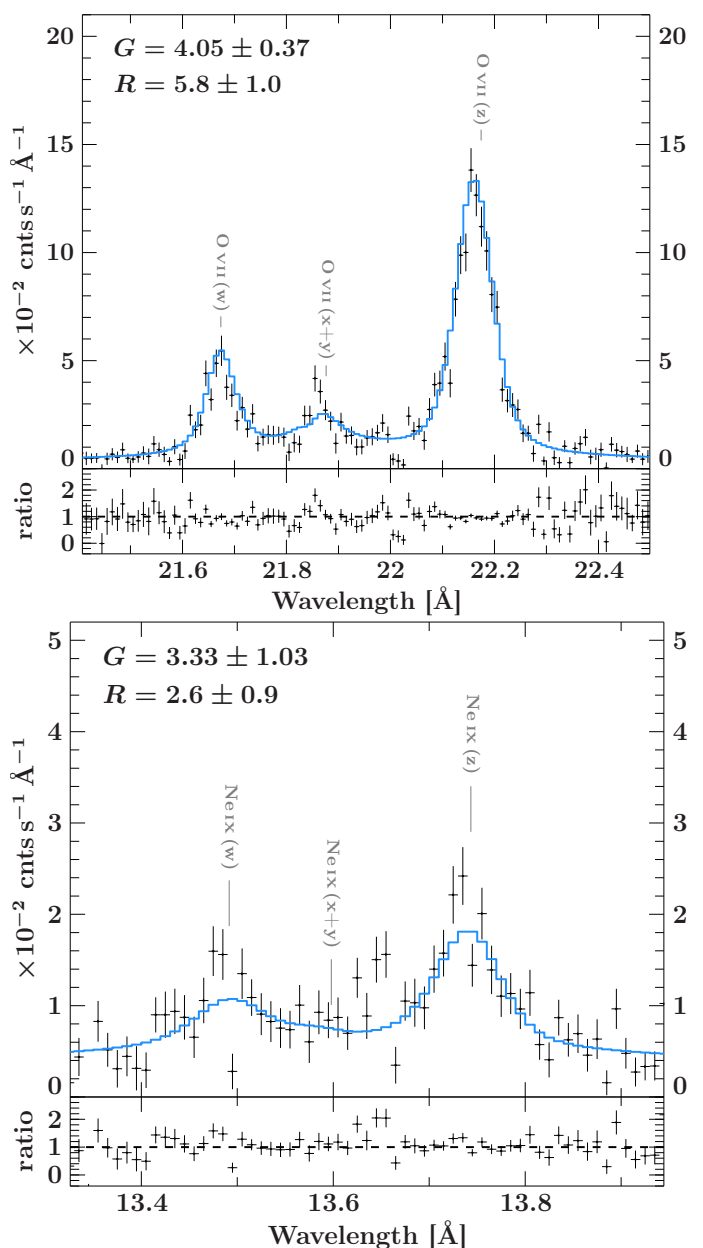 G = 4.05 ± 0.37
R = 5.8 ± 1.0
O VII (w)
O VII (x+y)
O VII (z)
20 20
15 15
10 10
5 5
0 0
×10−2 cnts s−1 Å−1
ratio
2
1
0
21.6 21.8 22 22.2 22.4
Wavelength [Å]
G = 3.33 ± 1.03
R = 2.6 ± 0.9
Ne IX (w)
Ne IX (x+y)
Ne IX (z)
5 5
4 4
3 3
2 2
1 1
0 0
×10−2 cnts s−1 Å−1
ratio
2
1
0
13.4 13.6 13.8
Wavelength [Å]